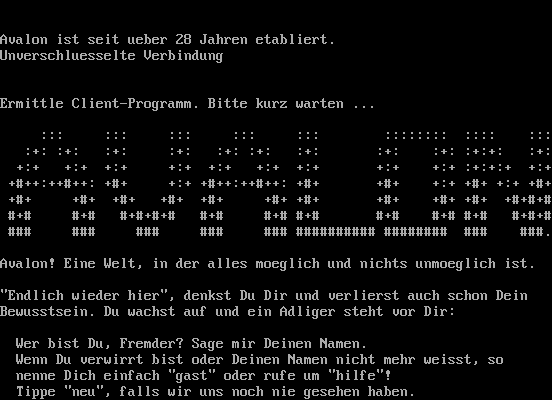 Avalon ist seit ueber 28 Jahren etabliert.
Unverschluesselte Verbindung
Ermittle Client-Programm. Bitte kurz warten ...
AVALON.
Avalon! Eine Welt, in der alles moeglich und nichts unmoeglich ist.
"Endlich wieder hier", denkst Du Dir und verlierst auch schon Dein
Bewusstsein. Du wachst auf und ein Adliger steht vor Dir:
Wer bist Du, Fremder? Sage mir Deinen Namen.
Wenn Du verwirrt bist oder Deinen Namen nicht mehr weisst, so
nenne Dich einfach "gast" oder rufe um "hilfe"!
Tippe "neu", falls wir uns noch nie gesehen haben.